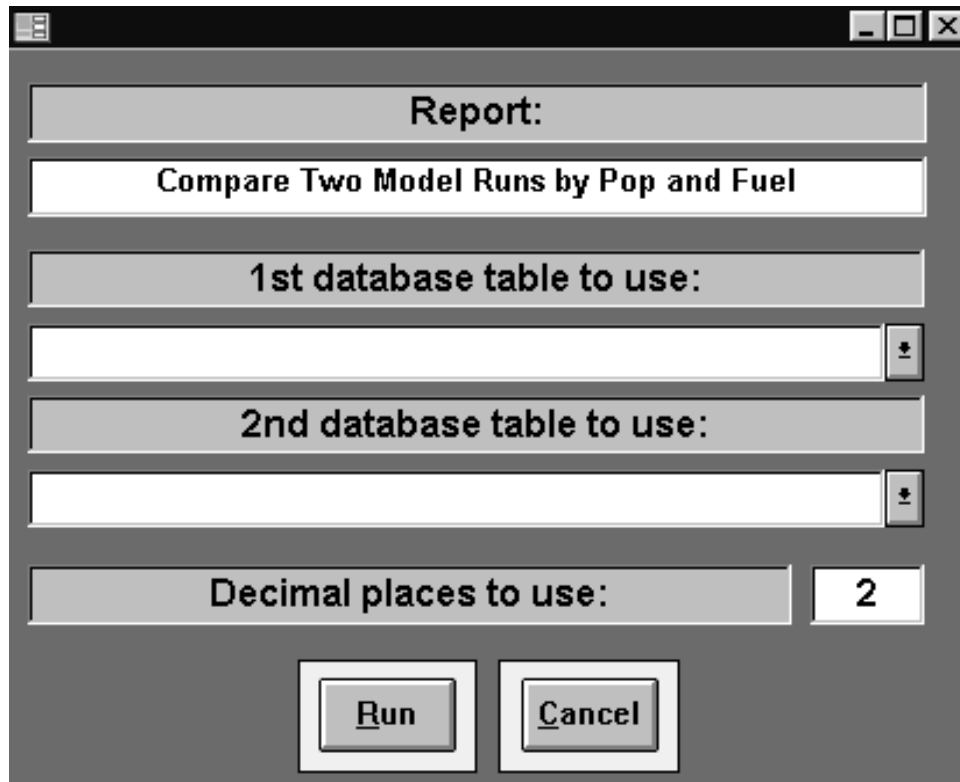 Report:
Compare Two Model Runs by Pop and Fuel
1st database table to use:
2nd database table to use:
Decimal places to use: 2
Run Cancel